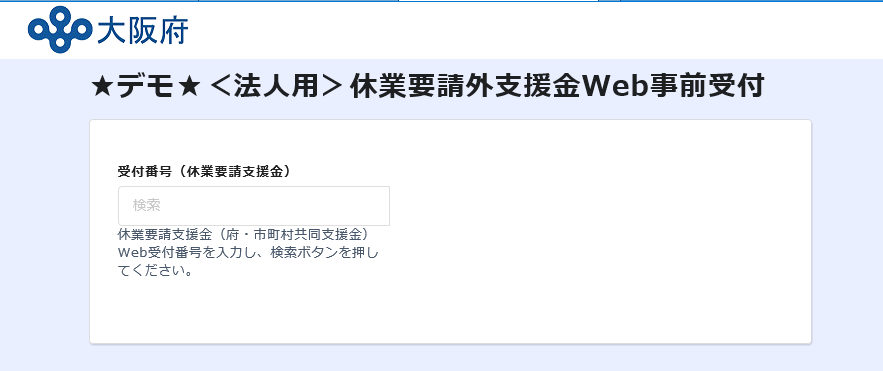 大阪府
★デモ★＜法人用＞休業要請外支援金Web事前受付
受付番号（休業要請支援金）
検索
休業要請支援金（府・市町村共同支援金）
Web受付番号を入力し、検索ボタンを押し
てください。